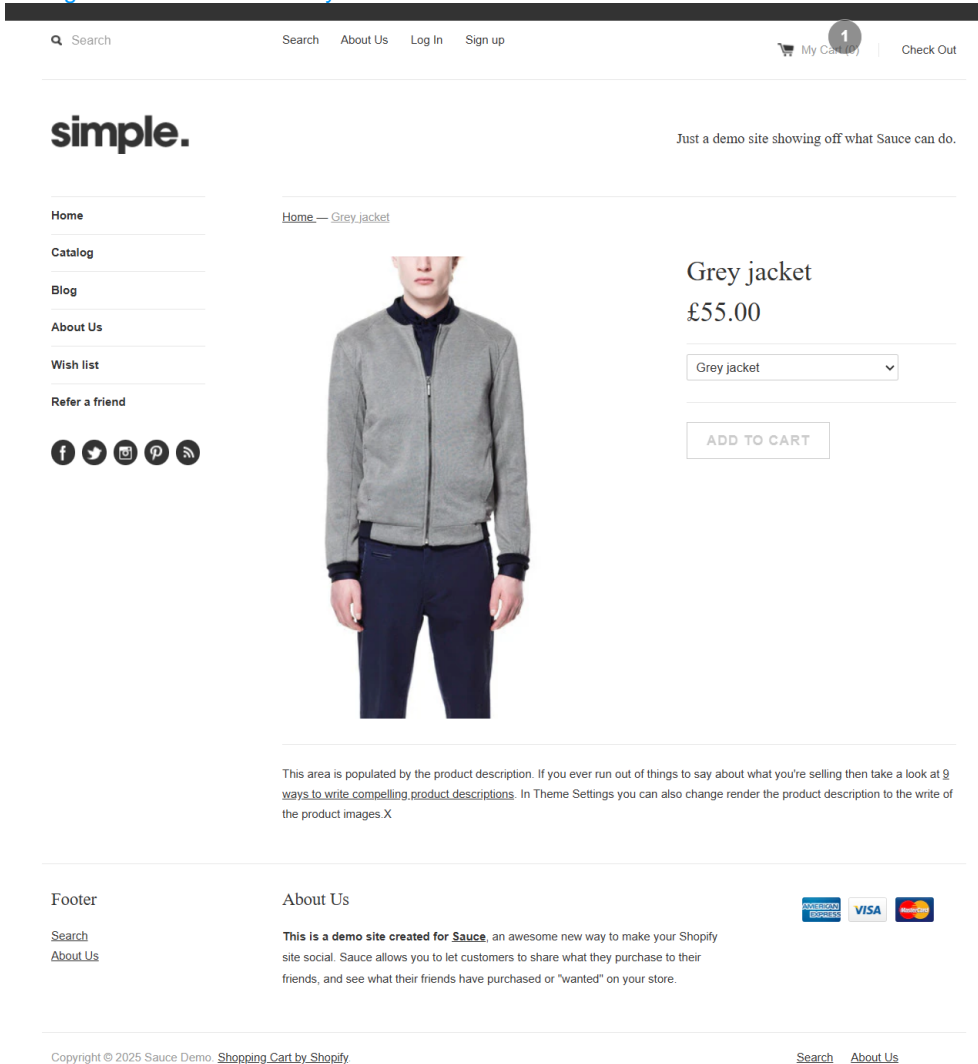 Search
Search About Us Log In Sign up
My Cart (0) 1 Check Out
simple.
Just a demo site showing off what Sauce can do.
Home
Catalog
Blog
About Us
Wish list
Refer a friend
Home — Grey jacket
Grey jacket
£55.00
Grey jacket
ADD TO CART
This area is populated by the product description. If you ever run out of things to say about what you're selling then take a look at 9
ways to write compelling product descriptions. In Theme Settings you can also change render the product description to the write of
the product images.X
Footer
Search
About Us
About Us
This is a demo site created for Sauce, an awesome new way to make your Shopify
site social. Sauce allows you to let customers to share what they purchase to their
friends, and see what their friends have purchased or "wanted" on your store.
AMERICAN
EXPRESS
VISA
MasterCard
Copyright © 2025 Sauce Demo. Shopping Cart by Shopify
Search About Us